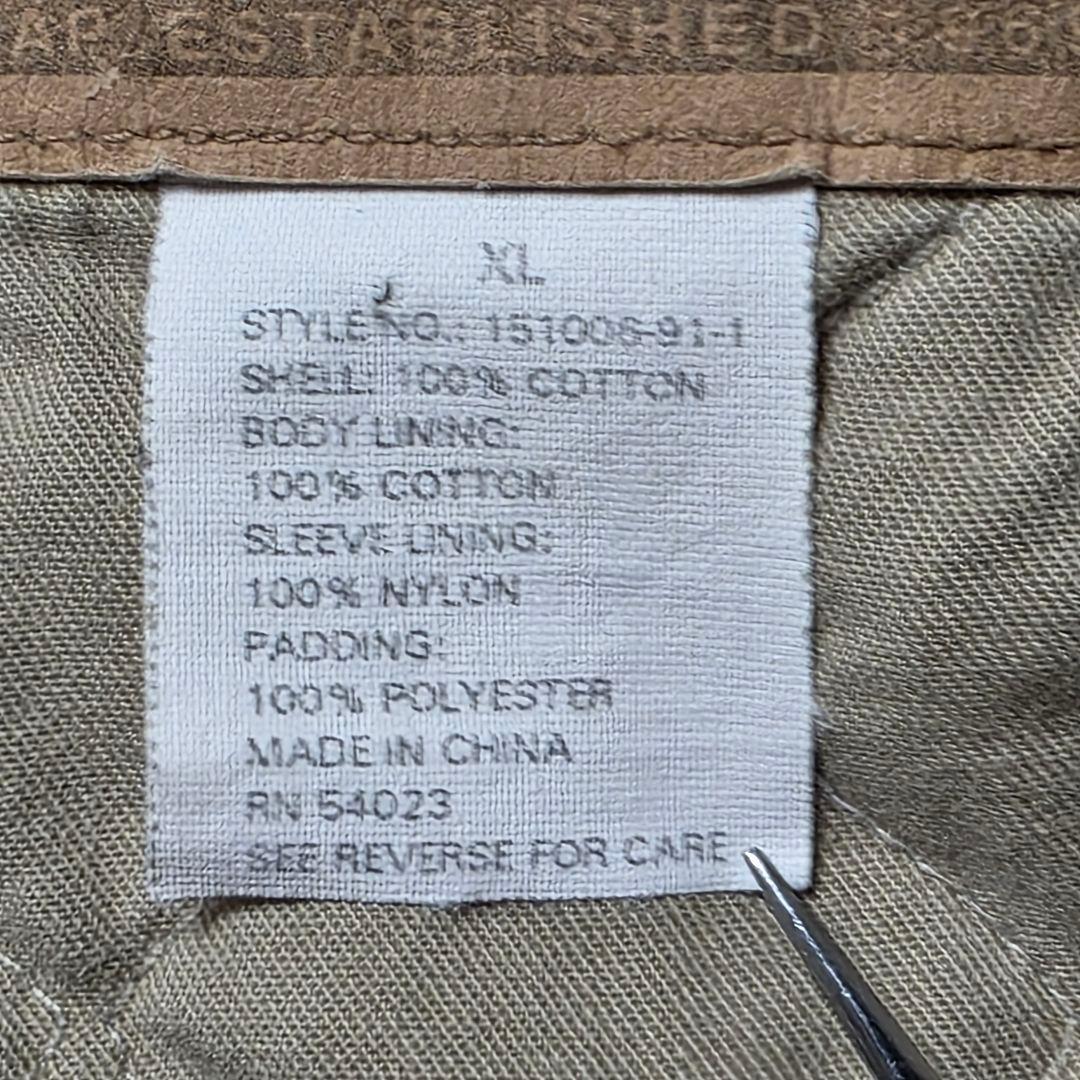 ESTABLISHED
XL
STYLE NO.: 151006-91-1
SHELL: 100% COTTON
BODY LINING:
100% COTTON
SLEEVE LINING:
100% NYLON
PADDING:
100% POLYESTER
MADE IN CHINA
RN 54023
SEE REVERSE FOR CARE